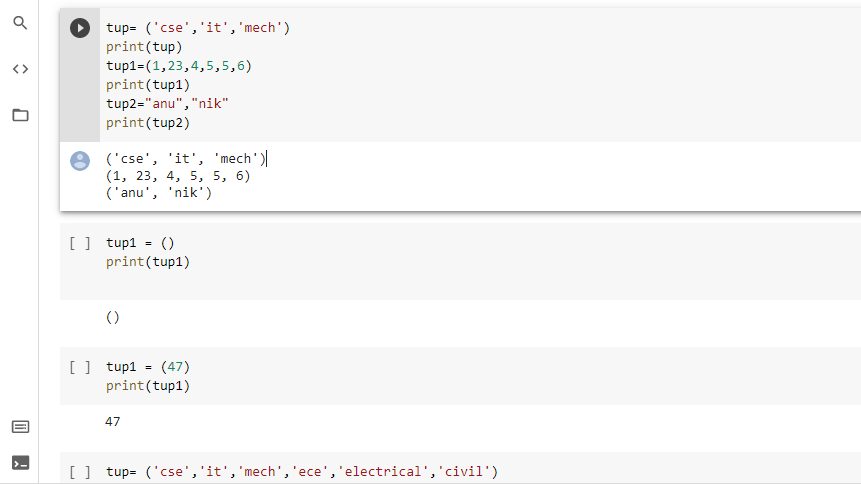 tup= ('cse','it','mech')
print(tup)
tup1=(1,23,4,5,5,6)
print(tup1)
tup2="anu","nik"
print(tup2)
('cse', 'it', 'mech')
(1, 23, 4, 5, 5, 6)
('anu', 'nik')
[ ] tup1 = ()
print(tup1)
()
[ ] tup1 = (47)
print(tup1)
47
[ ] tup= ('cse','it','mech','ece','electrical','civil')